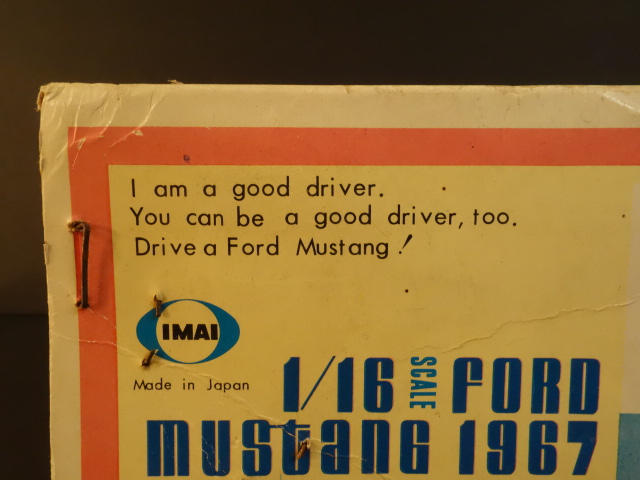 I am a good driver.
You can be a good driver, too.
Drive a Ford Mustang!
IMAI
Made in Japan
1/16 SCALE FORD
mustang 1967